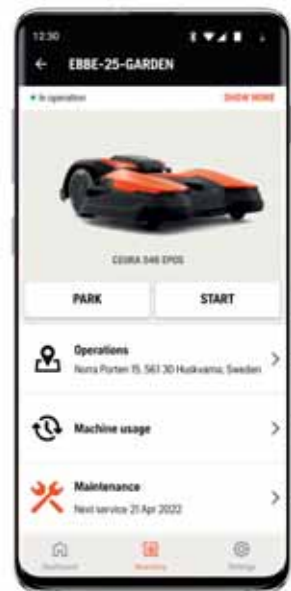 12:30
EBBE-25-GARDEN
In operation
SHOW MORE
CEORA 546 EPOS
PARK
START
Operations
Norra Porten 15, 561 30 Huskvarna, Sweden
Machine usage
Maintenance
Next service 21 Apr 2022
Dashboard
Inventory
Settings